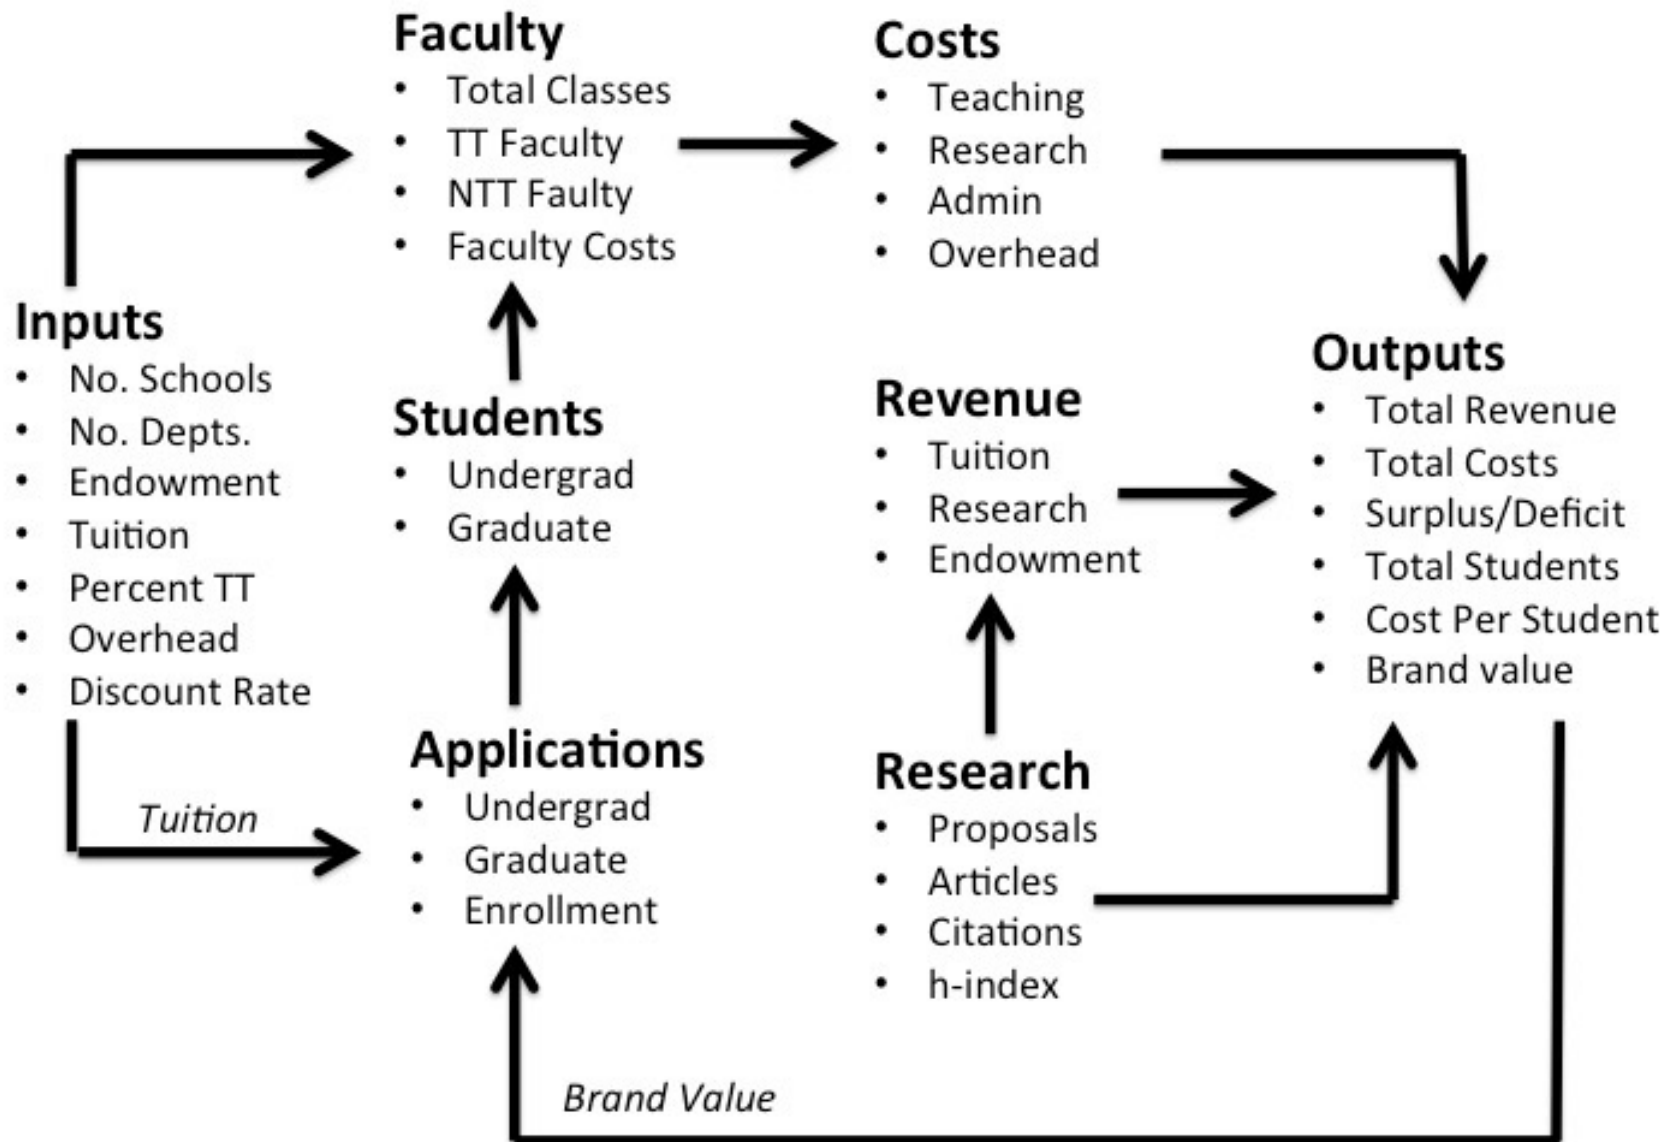 Faculty
• Total Classes
• TT Faculty
• NTT Faulty
• Faculty Costs
Costs
• Teaching
• Research
• Admin
• Overhead
Inputs
• No. Schools
• No. Depts.
• Endowment
• Tuition
• Percent TT
• Overhead
• Discount Rate
Students
• Undergrad
• Graduate
Revenue
• Tuition
• Research
• Endowment
Outputs
• Total Revenue
• Total Costs
• Surplus/Deficit
• Total Students
• Cost Per Student
• Brand value
Tuition
Applications
• Undergrad
• Graduate
• Enrollment
Research
• Proposals
• Articles
• Citations
• h-index
Brand Value